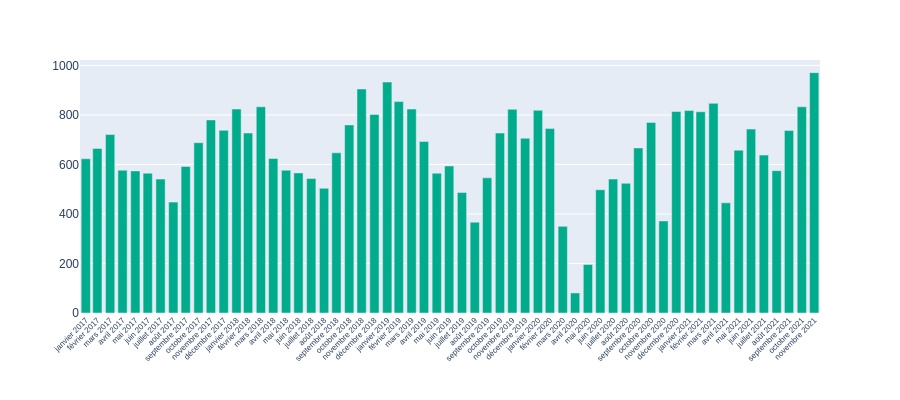 1000
800
600
400
200
0
janvier 2017
février 2017
mars 2017
avril 2017
mai 2017
juin 2017
juillet 2017
août 2017
septembre 2017
octobre 2017
novembre 2017
décembre 2017
janvier 2018
février 2018
mars 2018
avril 2018
mai 2018
juin 2018
juillet 2018
août 2018
septembre 2018
octobre 2018
novembre 2018
décembre 2018
janvier 2019
février 2019
mars 2019
avril 2019
mai 2019
juin 2019
juillet 2019
août 2019
septembre 2019
octobre 2019
novembre 2019
décembre 2019
janvier 2020
février 2020
mars 2020
avril 2020
mai 2020
juin 2020
juillet 2020
août 2020
septembre 2020
octobre 2020
novembre 2020
décembre 2020
janvier 2021
février 2021
mars 2021
avril 2021
mai 2021
juin 2021
juillet 2021
août 2021
septembre 2021
octobre 2021
novembre 2021